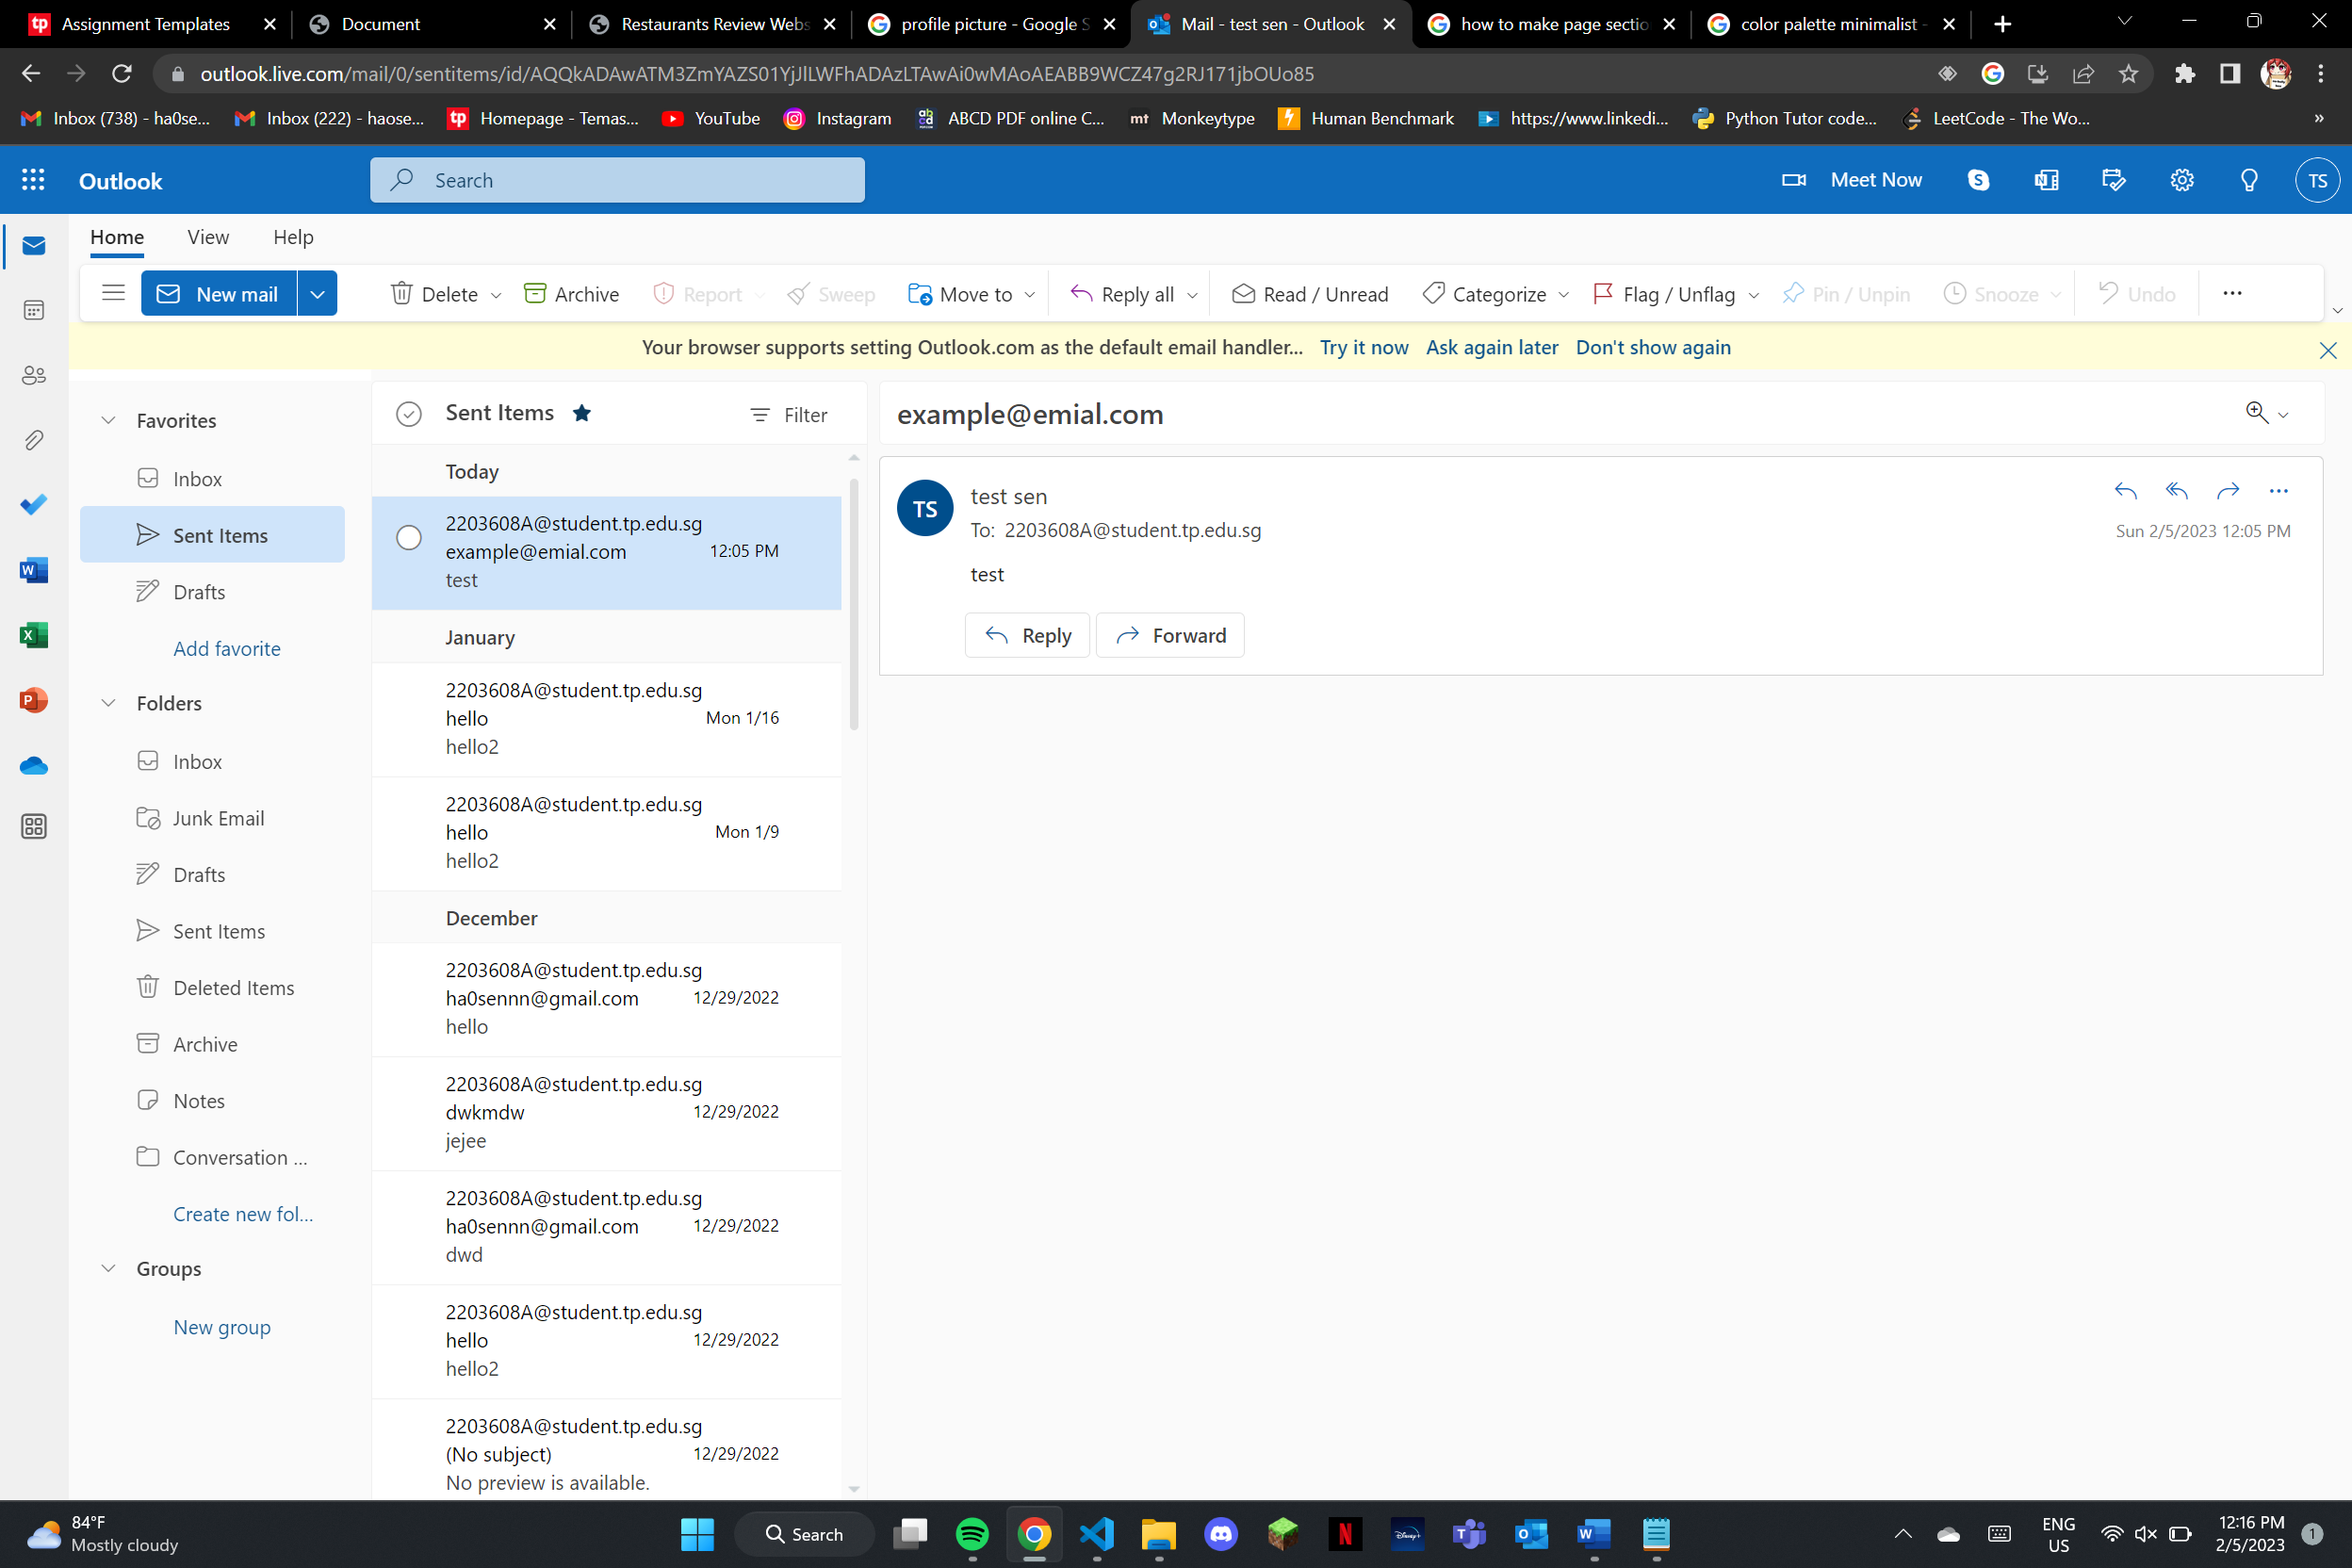 Assignment Templates
Document
Restaurants Review Webs
profile picture - Google S
Mail - test sen - Outlook
how to make page sectio
color palette minimalist -
outlook.live.com/mail/0/sentitems/id/AQQkADAwATM3ZmYAZS01YjJlLWFhADAzLTAwAi0wMAoAEABB9WCZ47g2RJ171jbOUo85
Inbox (738) - ha0se...
Inbox (222) - haose...
Homepage - Temas...
YouTube
Instagram
ABCD PDF online C...
Monkeytype
Human Benchmark
https://www.linkedi...
Python Tutor code...
LeetCode - The Wo...
Outlook
Search
Meet Now
TS
Home View Help
New mail
Delete
Archive
Report
Sweep
Move to
Reply all
Read / Unread
Categorize
Flag / Unflag
Pin / Unpin
Snooze
Undo
Your browser supports setting Outlook.com as the default email handler... Try it now Ask again later Don't show again
Favorites
Inbox
Sent Items
Drafts
Add favorite
Folders
Inbox
Junk Email
Drafts
Sent Items
Deleted Items
Archive
Notes
Conversation ...
Create new fol...
Groups
New group
Sent Items
Filter
Today
2203608A@student.tp.edu.sg
example@emial.com 12:05 PM
test
January
2203608A@student.tp.edu.sg
hello Mon 1/16
hello2
2203608A@student.tp.edu.sg
hello Mon 1/9
hello2
December
2203608A@student.tp.edu.sg
ha0sennn@gmail.com 12/29/2022
hello
2203608A@student.tp.edu.sg
dwkmdw 12/29/2022
jejee
2203608A@student.tp.edu.sg
ha0sennn@gmail.com 12/29/2022
dwd
2203608A@student.tp.edu.sg
hello 12/29/2022
hello2
2203608A@student.tp.edu.sg
(No subject) 12/29/2022
No preview is available.
example@emial.com
TS
test sen
To: 2203608A@student.tp.edu.sg
Sun 2/5/2023 12:05 PM
test
Reply
Forward
84°F
Mostly cloudy
Search
ENG
US
12:16 PM
2/5/2023
1